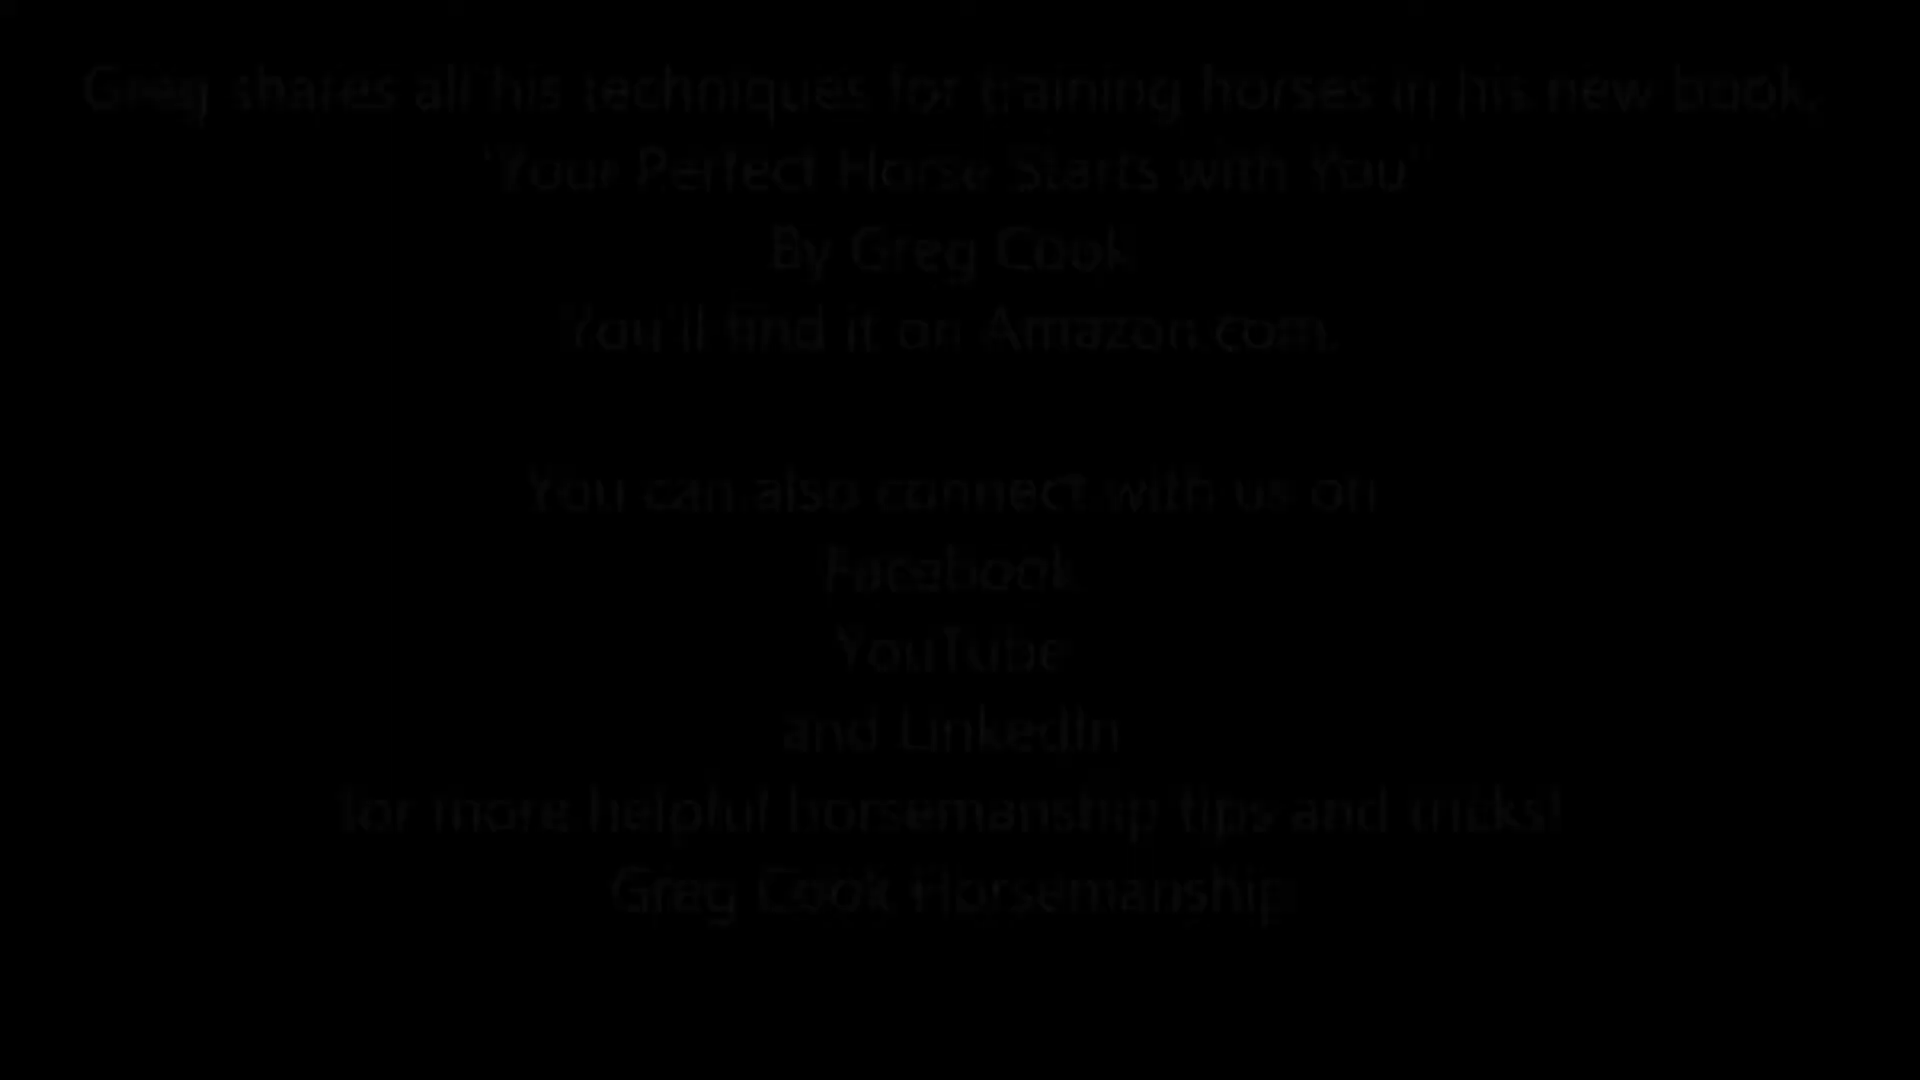 Greg shares all his techniques for training horses in his new book,
"Your Perfect Horse Starts with You"
By Greg Cook
You'll find it on Amazon.com.
You can also connect with us on
Facebook
YouTube
and LinkedIn
for more helpful horsemanship tips and tricks!
Greg Cook Horsemanship